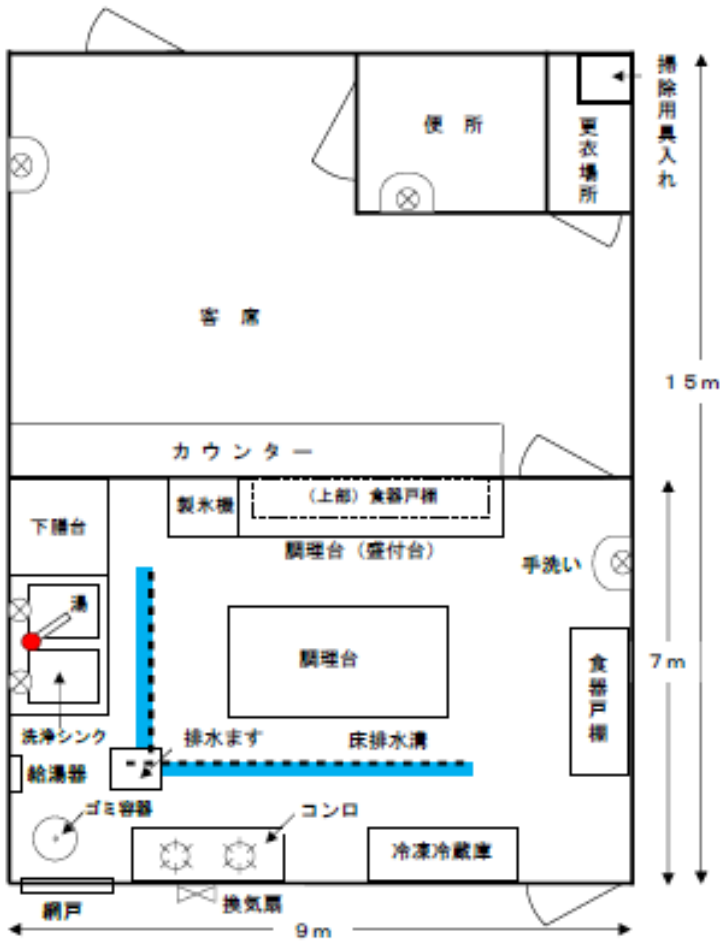 掃除用具入れ
便　所
更衣場所
客　席
１５ｍ
カウンター
製氷機
（上部）食器戸棚
下膳台
調理台（盛付台）
手洗い
湯
調理台
食器戸棚
７ｍ
洗浄シンク
排水ます
床排水溝
給湯器
ゴミ容器
コンロ
冷凍冷蔵庫
網戸
換気扇
９ｍ